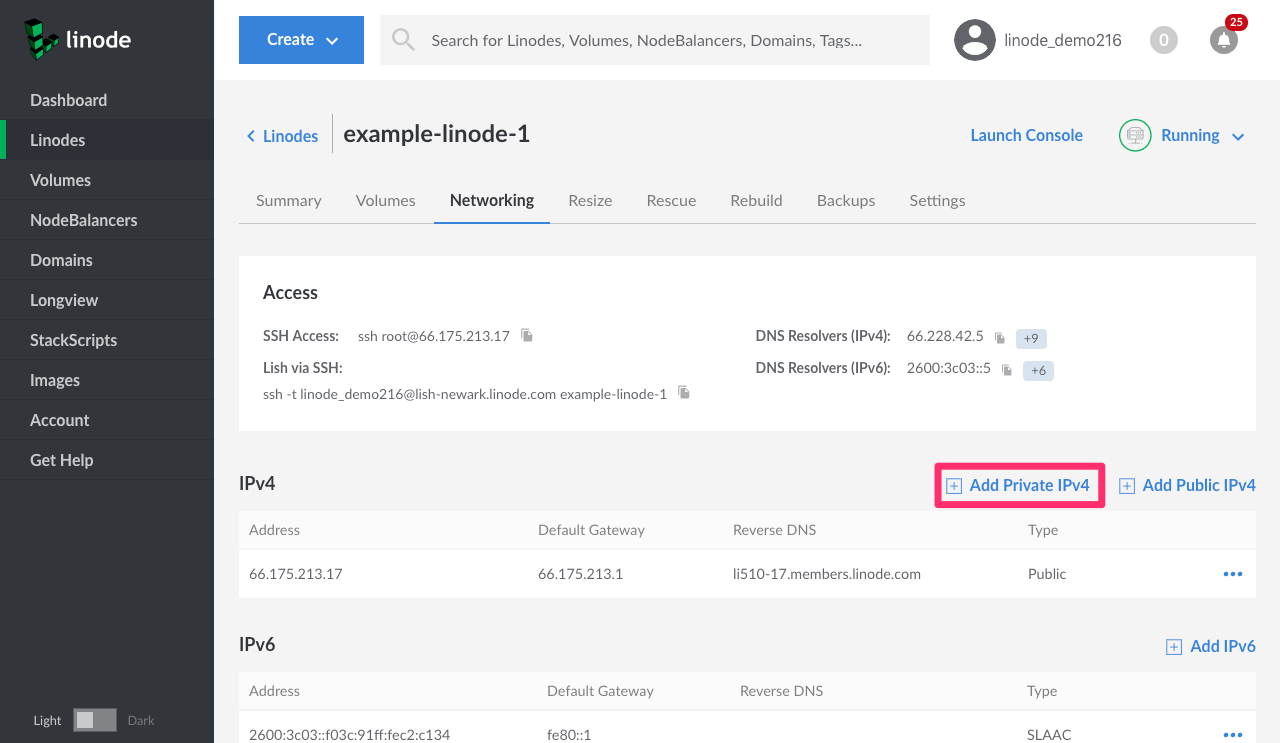 linode
Create
Search for Linodes, Volumes, NodeBalancers, Domains, Tags...
linode_demo216
0
25
Dashboard
Linodes
Volumes
NodeBalancers
Domains
Longview
StackScripts
Images
Account
Get Help
Light Dark
Linodes
example-linode-1
Launch Console
Running
Summary Volumes Networking Resize Rescue Rebuild Backups Settings
Access
SSH Access: ssh root@66.175.213.17
Lish via SSH:
ssh -t linode_demo216@lish-newark.linode.com example-linode-1
DNS Resolvers (IPv4): 66.228.42.5 +9
DNS Resolvers (IPv6): 2600:3c03::5 +6
IPv4
Add Private IPv4
Add Public IPv4
Address Default Gateway Reverse DNS Type
66.175.213.17 66.175.213.1 li510-17.members.linode.com Public
IPv6
Add IPv6
Address Default Gateway Reverse DNS Type
2600:3c03::f03c:91ff:fec2:c134 fe80::1 SLAAC